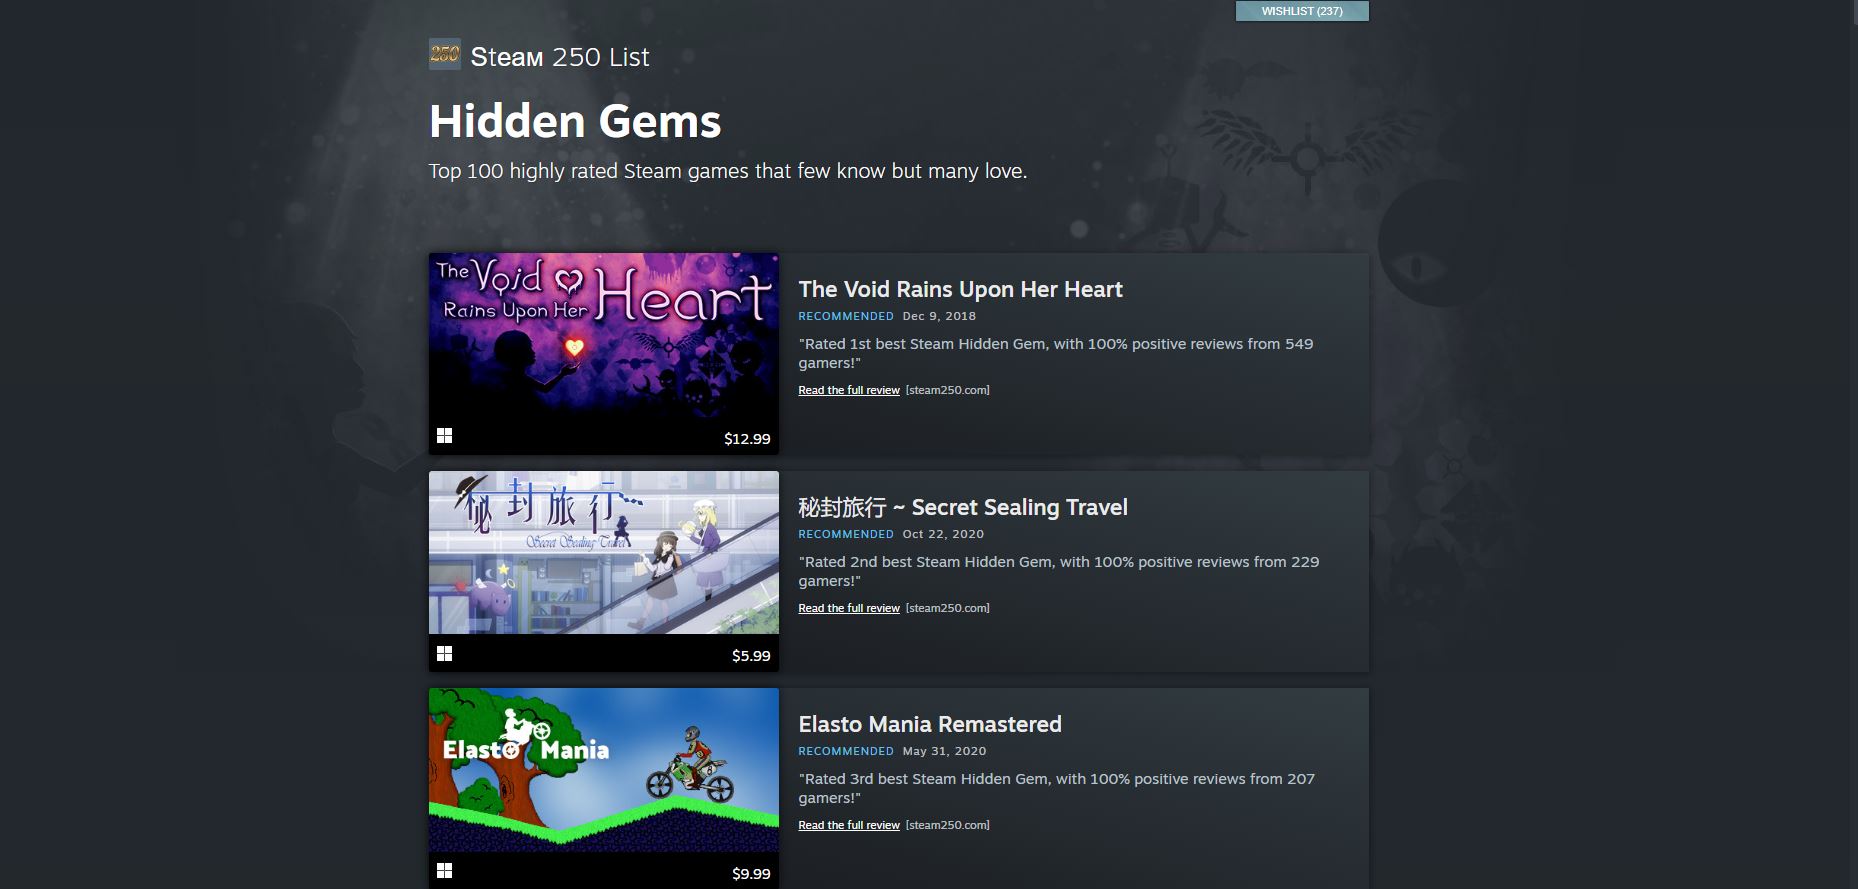 WISHLIST (237)
250
Steaм 250 List
Hidden Gems
Top 100 highly rated Steam games that few know but many love.
The Void
Rains Upon Her Heart
$12.99
The Void Rains Upon Her Heart
RECOMMENDED Dec 9, 2018
"Rated 1st best Steam Hidden Gem, with 100% positive reviews from 549
gamers!"
Read the full review [steam250.com]
秘封旅行
Secret Sealing Travel
$5.99
秘封旅行 ~ Secret Sealing Travel
RECOMMENDED Oct 22, 2020
"Rated 2nd best Steam Hidden Gem, with 100% positive reviews from 229
gamers!"
Read the full review [steam250.com]
Elasto Mania
$9.99
Elasto Mania Remastered
RECOMMENDED May 31, 2020
"Rated 3rd best Steam Hidden Gem, with 100% positive reviews from 207
gamers!"
Read the full review [steam250.com]